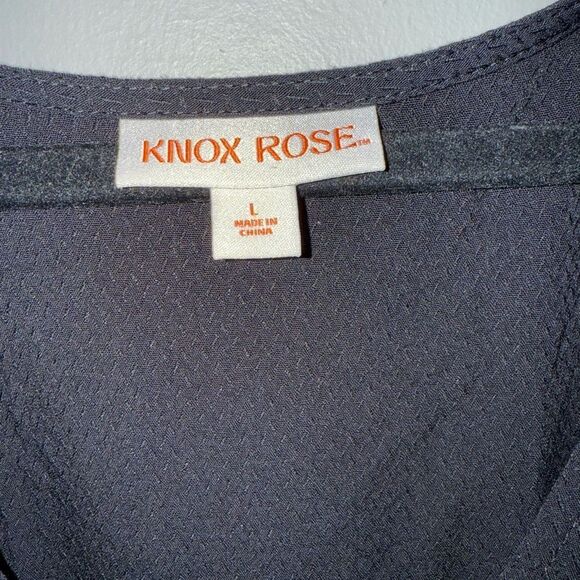 KNOX ROSE™
L
MADE IN
CHINA